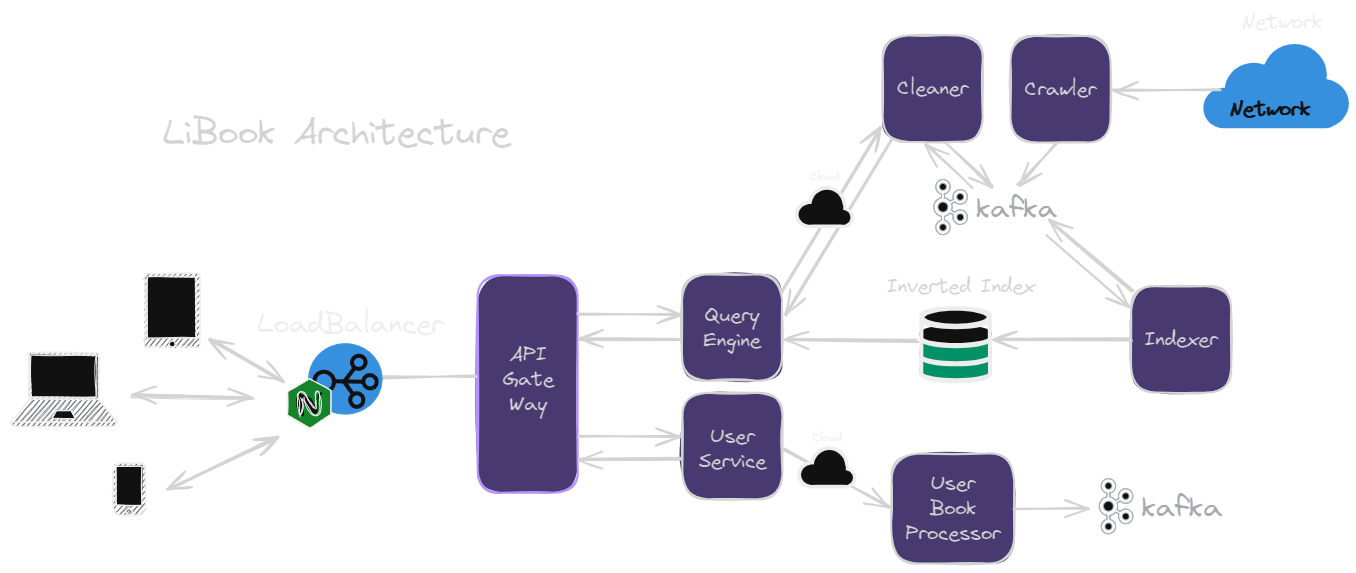 Network
Cleaner
Crawler
Network
LiBook Architecture
Cloud
kafka
Inverted Index
LoadBalancer
Query
Engine
Indexer
API
Gate
Way
N
User
Service
Cloud
User
Book
Processor
kafka